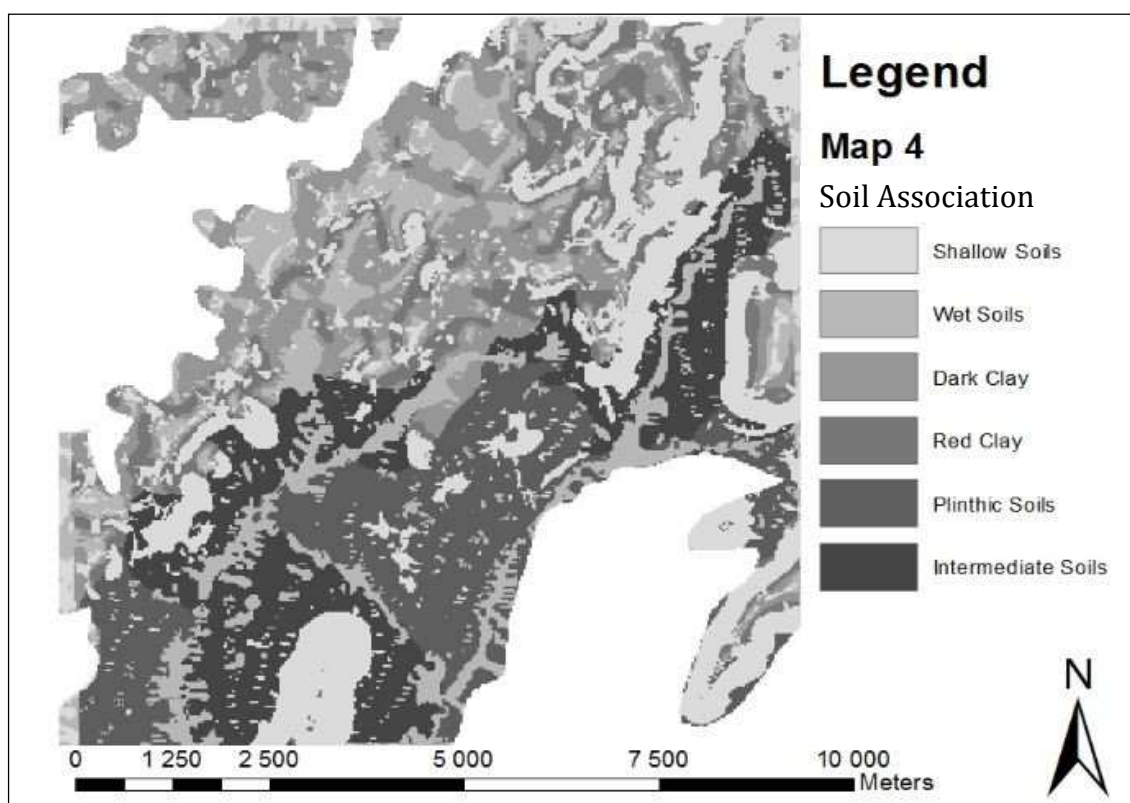 Legend
Map 4
Soil Association
Shallow Soils
Wet Soils
Dark Clay
Red Clay
Plinthic Soils
Intermediate Soils
N
0 1 250 2 500 5 000 7 500 10 000
Meters